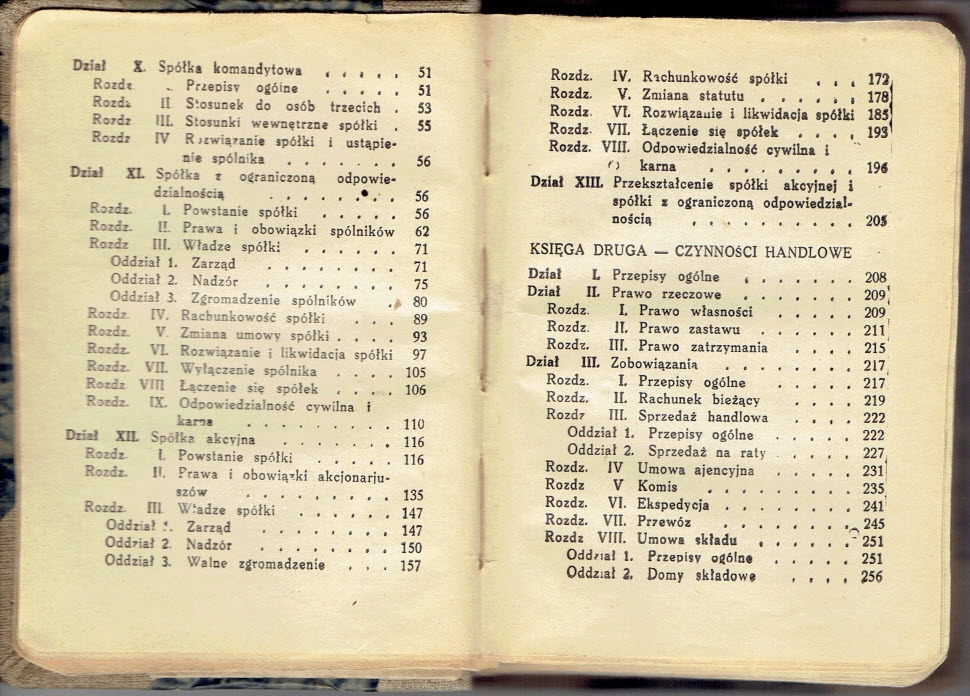 Dział X. Spółka komandytowa . . . . . 51
Rozdz. . Przepisy ogólne . . . . . 51
Rozdz II Stosunek do osób trzecich . 53
Rozdz III. Stosunki wewnętrzne spółki . 55
Rozdz IV Rozwiązanie spółki i ustąpie-
nie spólnika . . . . . . . 56
Dział XI. Spółka z ograniczoną odpowie-
dzialnością . . . . . . . 56
Rozdz. I. Powstanie spółki . . . . . 56
Rozdz. II. Prawa i obowiązki spólników 62
Rozdz III. Władze spółki . . . . . . 71
Oddział 1. Zarząd . . . . . . . 71
Oddział 2. Nadzór . . . . . . . 75
Oddział 3. Zgromadzenie spólników . 80
Rozdz. IV. Rachunkowość spółki . . . 89
Rozdz. V. Zmiana umowy spółki . . . . 93
Rozdz. VI. Rozwiązanie i likwidacja spółki 97
Rozdz. VII. Wyłączenie spólnika . . . . 105
Rozdz VIII Łączenie się spółek . . . . 106
Rozdz. IX. Odpowiedzialność cywilna i
karna . . . . . . . . . 110
Dział XII. Spółka akcyjna . . . . . . . 116
Rozdz. I. Powstanie spółki . . . . . 116
Rozdz. II. Prawa i obowiązki akcjonarju-
szów . . . . . . . . . 135
Rozdz. III Władze spółki . . . . . . 147
Oddział 1. Zarząd . . . . . . . 147
Oddział 2. Nadzór . . . . . . . 150
Oddział 3. Walne zgromadzenie . . . 157
Rozdz. IV. Rachunkowość spółki . . . 172
Rozdz. V. Zmiana statutu . . . . . . 178
Rozdz. VI. Rozwiązanie i likwidacja spółki 185
Rozdz. VII. Łączenie się spółek . . . . 193
Rozdz. VIII. Odpowiedzialność cywilna i
karna . . . . . . . . 196
Dział XIII. Przekształcenie spółki akcyjnej i
spółki z ograniczoną odpowiedzial-
nością . . . . . . . . 205
KSIĘGA DRUGA — CZYNNOŚCI HANDLOWE
Dział I. Przepisy ogólne . . . . . . 208
Dział II. Prawo rzeczowe . . . . . . 209
Rozdz. I. Prawo własności . . . . 209
Rozdz. II. Prawo zastawu . . . . . 211
Rozdz. III. Prawo zatrzymania . . . . 215
Dział III. Zobowiązania . . . . . . . 217
Rozdz. I. Przepisy ogólne . . . . . 217
Rozdz. II. Rachunek bieżący . . . . 219
Rozdz III. Sprzedaż handlowa . . . . 222
Oddział 1. Przepisy ogólne . . . . 222
Oddział 2. Sprzedaż na raty . . . . 227
Rozdz. IV Umowa ajencyjna . . . . 231
Rozdz V Komis . . . . . . . . 235
Rozdz. VI. Ekspedycja . . . . . . 241
Rozdz. VII. Przewóz . . . . . . . 245
Rozdz VIII. Umowa składu . . . . . . 251
Oddział 1. Przepisy ogólne . . . . 251
Oddział 2. Domy składowe . . . . 256